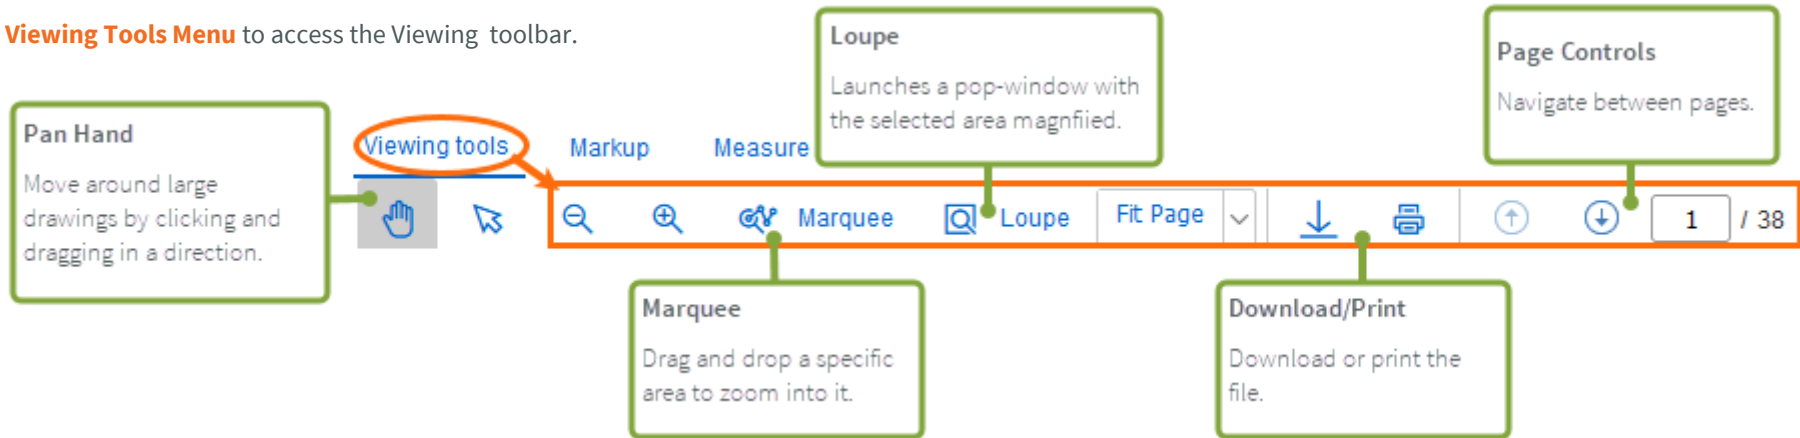 Viewing Tools Menu to access the Viewing toolbar.
Pan Hand
Move around large
drawings by clicking and
dragging in a direction.
Loupe
Launches a pop-window with
the selected area magnfiied.
Page Controls
Navigate between pages.
Viewing tools
Markup
Measure
Marquee
Loupe
Fit Page
1 / 38
Marquee
Drag and drop a specific
area to zoom into it.
Download/Print
Download or print the
file.